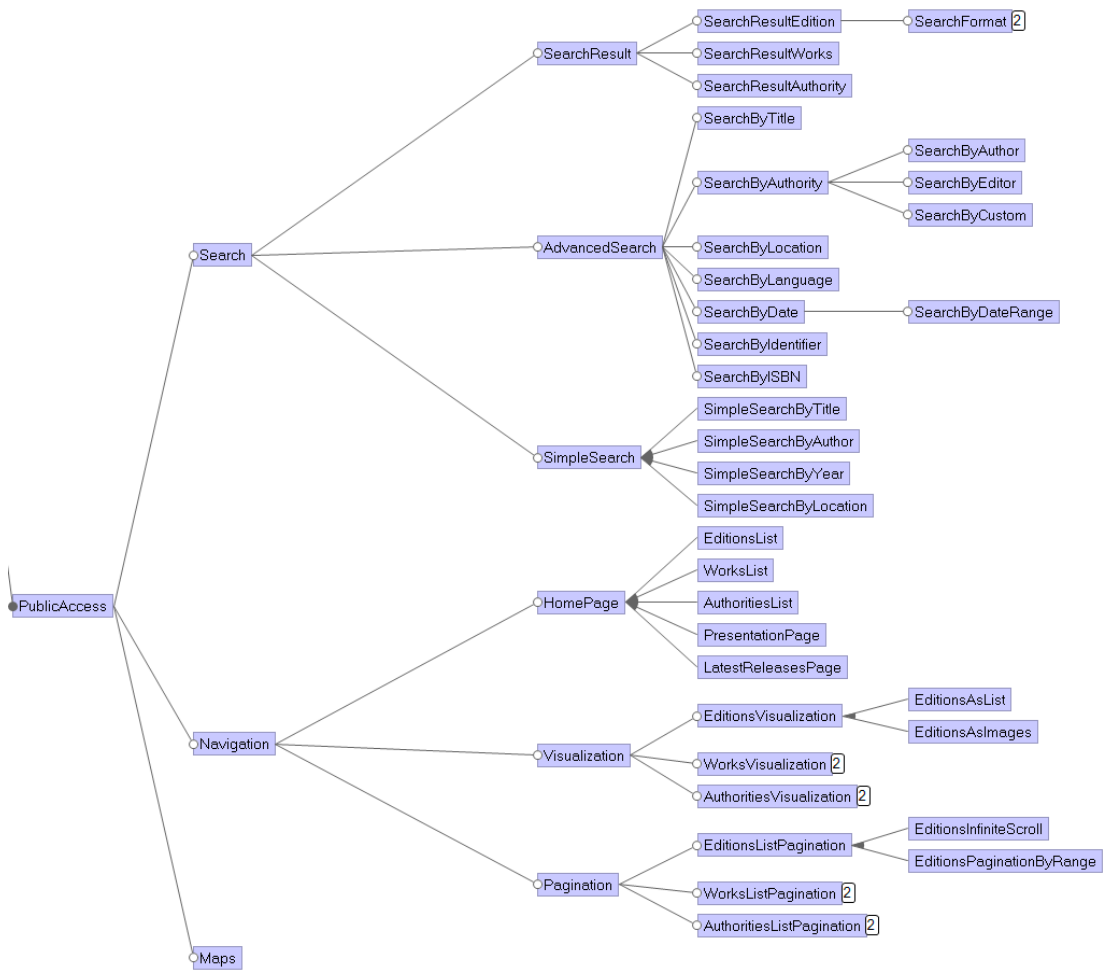 SearchResultEdition
SearchFormat 2
SearchResult
SearchResultWorks
SearchResultAuthority
SearchByTitle
SearchByAuthor
SearchByAuthority
SearchByEditor
SearchByCustom
Search
AdvancedSearch
SearchByLocation
SearchByLanguage
SearchByDate
SearchByDateRange
SearchByIdentifier
SearchByISBN
SimpleSearchByTitle
SimpleSearchByAuthor
SimpleSearch
SimpleSearchByYear
SimpleSearchByLocation
EditionsList
WorksList
PublicAccess
HomePage
AuthoritiesList
PresentationPage
LatestReleasesPage
EditionsAsList
EditionsVisualization
EditionsAsImages
Navigation
Visualization
WorksVisualization 2
AuthoritiesVisualization 2
EditionsInfiniteScroll
EditionsListPagination
EditionsPaginationByRange
Pagination
WorksListPagination 2
AuthoritiesListPagination 2
Maps